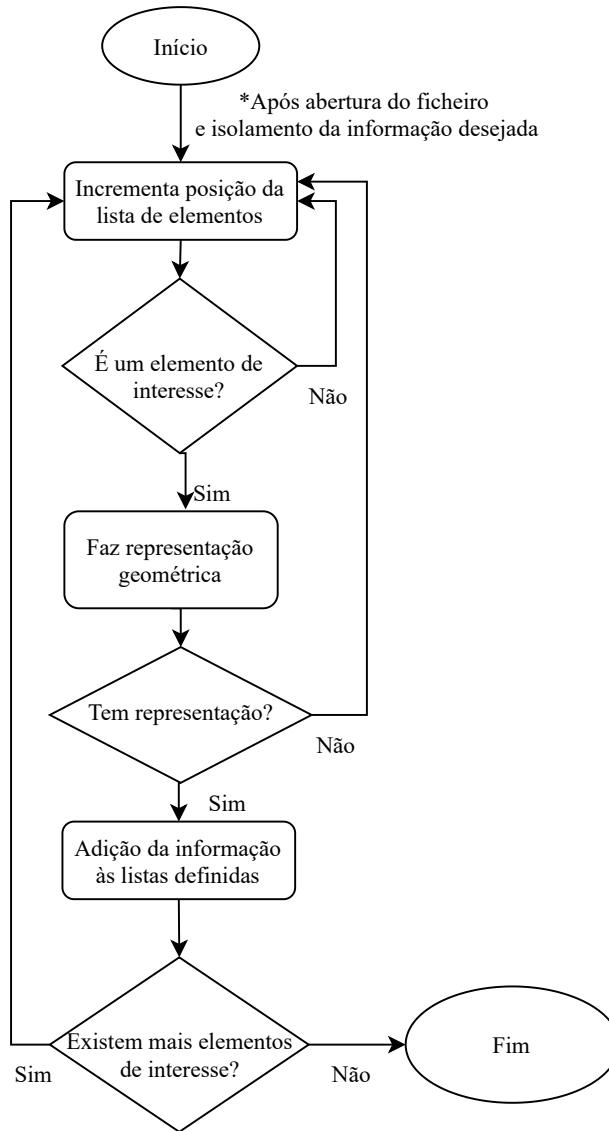 Início
*Após abertura do ficheiro
e isolamento da informação desejada
Incrementa posição da
lista de elementos
É um elemento de
interesse?
Não
Sim
Faz representação
geométrica
Tem representação?
Não
Sim
Adição da informação
às listas definidas
Existem mais elementos
de interesse?
Sim
Não
Fim